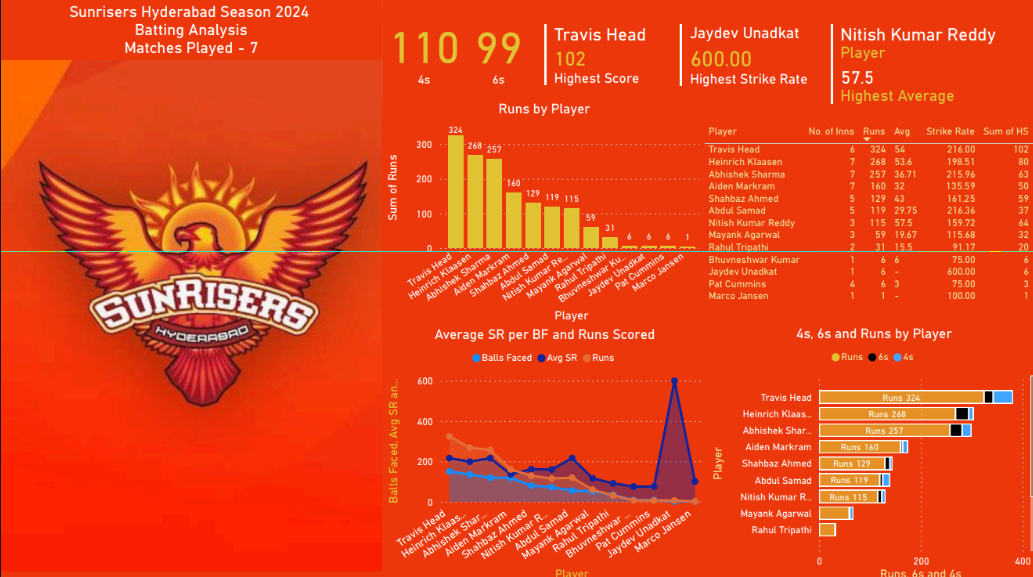 Sunrisers Hyderabad Season 2024
Batting Analysis
Matches Played - 7
SUNRISERS
HYDERABAD
110
4s
99
6s
Travis Head
102
Highest Score
Jaydev Unadkat
600.00
Highest Strike Rate
Nitish Kumar Reddy
Player
57.5
Highest Average
Runs by Player
Sum of Runs
300
200
100
0
324
268
257
160
129
119
115
59
31
6
6
6
1
Travis Head
Heinrich Klaasen
Abhishek Sharma
Aiden Markram
Shahbaz Ahmed
Abdul Samad
Nitish Kumar Re...
Mayank Agarwal
Rahul Tripathi
Bhuvneshwar Ku...
Jaydev Unadkat
Pat Cummins
Marco Jansen
Player
Player No. of Inns Runs Avg Strike Rate Sum of HS
Travis Head 6 324 54 216.00 102
Heinrich Klaasen 7 268 53.6 198.51 80
Abhishek Sharma 7 257 36.71 215.96 63
Aiden Markram 7 160 32 135.59 50
Shahbaz Ahmed 5 129 43 161.25 59
Abdul Samad 5 119 29.75 216.36 37
Nitish Kumar Reddy 3 115 57.5 159.72 64
Mayank Agarwal 3 59 19.67 115.68 32
Rahul Tripathi 2 31 15.5 91.17 20
Bhuvneshwar Kumar 1 6 6 75.00 6
Jaydev Unadkat 1 6 - 600.00 6
Pat Cummins 4 6 3 75.00 3
Marco Jansen 1 1 - 100.00 1
Average SR per BF and Runs Scored
Balls Faced Avg SR Runs
Balls Faced, Avg SR an...
600
400
200
0
Travis Head
Heinrich Klaas...
Abhishek Shar...
Aiden Markram
Shahbaz Ahmed
Nitish Kumar R...
Abdul Samad
Mayank Agarwal
Rahul Tripathi
Bhuvneshwar ...
Pat Cummins
Jaydev Unadkat
Marco Jansen
Player
4s, 6s and Runs by Player
Runs 6s 4s
Player
Travis Head Runs 324
Heinrich Klaas... Runs 268
Abhishek Shar... Runs 257
Aiden Markram Runs 160
Shahbaz Ahmed Runs 129
Abdul Samad Runs 119
Nitish Kumar R... Runs 115
Mayank Agarwal
Rahul Tripathi
0 200 400
Runs, 6s and 4s